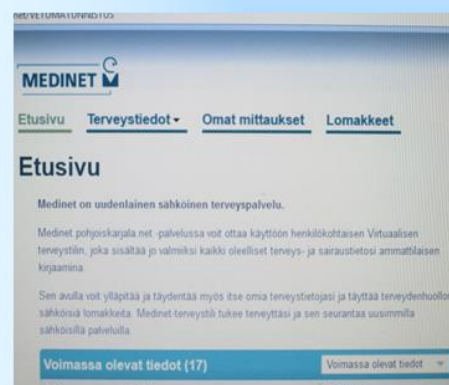 net/VETUMATUNNISTUS
MEDINET
Etusivu Terveystiedot Omat mittaukset Lomakkeet
Etusivu
Medinet on uudenlainen sähköinen terveyspalvelu.
Medinet pohjoiskarjala.net -palvelussa voit ottaa käyttöön henkilökohtaisen Virtuaalisen
terveystilin, joka sisältää jo valmiiksi kaikki oleelliset terveys- ja sairaustietosi ammattilaisen
kirjaamina.
Sen avulla voit ylläpitää ja täydentää myös itse omia terveystietojasi ja täyttää terveydenhuollon
sähköisiä lomakkeita. Medinet-terveystili tukee terveyttäsi ja sen seurantaa uusimmilla
sähköisillä palveluilla.
Voimassa olevat tiedot (17) Voimassa olevat tiedot